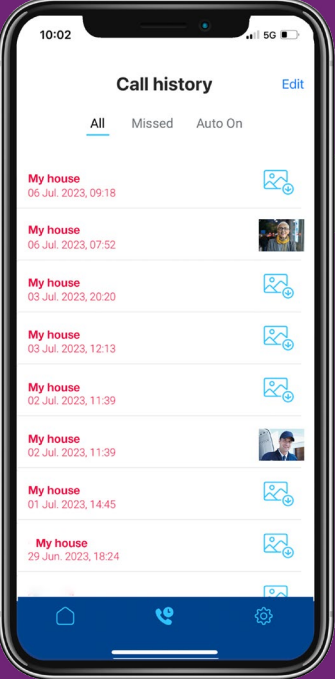 10:02
5G
Call history
Edit
All
Missed
Auto On
My house
06 Jul. 2023, 09:18
My house
06 Jul. 2023, 07:52
My house
03 Jul. 2023, 20:20
My house
03 Jul. 2023, 12:13
My house
02 Jul. 2023, 11:39
My house
02 Jul. 2023, 11:39
My house
01 Jul. 2023, 14:45
My house
29 Jun. 2023, 18:24